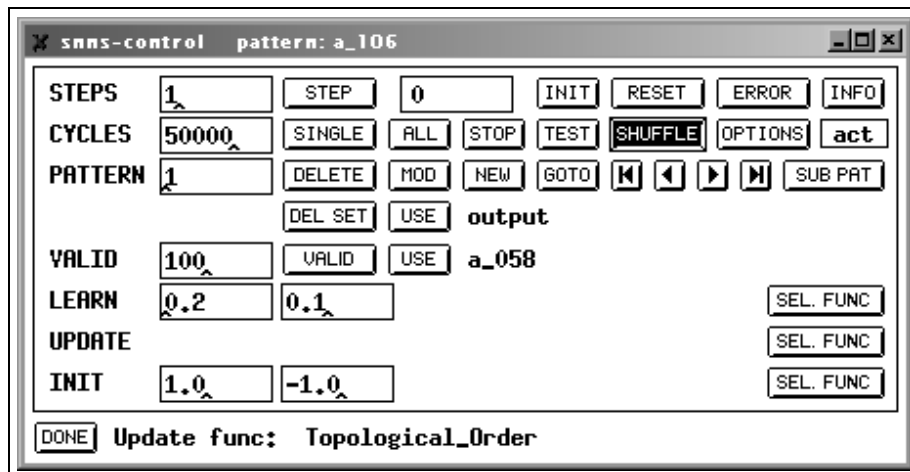 snns-control pattern: a_106
STEPS 1 STEP 0 INIT RESET ERROR INFO
CYCLES 50000 SINGLE ALL STOP TEST SHUFFLE OPTIONS act
PATTERN 1 DELETE MOD NEW GOTO SUB PAT
DEL SET USE output
VALID 100 VALID USE a_058
LEARN 0.2 0.1 SEL. FUNC
UPDATE SEL. FUNC
INIT 1.0 -1.0 SEL. FUNC
DONE Update func: Topological_Order